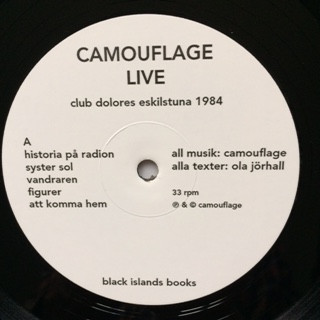 CAMOUFLAGE
LIVE
club dolores eskilstuna 1984
A
historia på radion
syster sol
vandraren
figurer
att komma hem
all musik: camouflage
alla texter: ola jörhall
33 rpm
℗ & © camouflage
black islands books